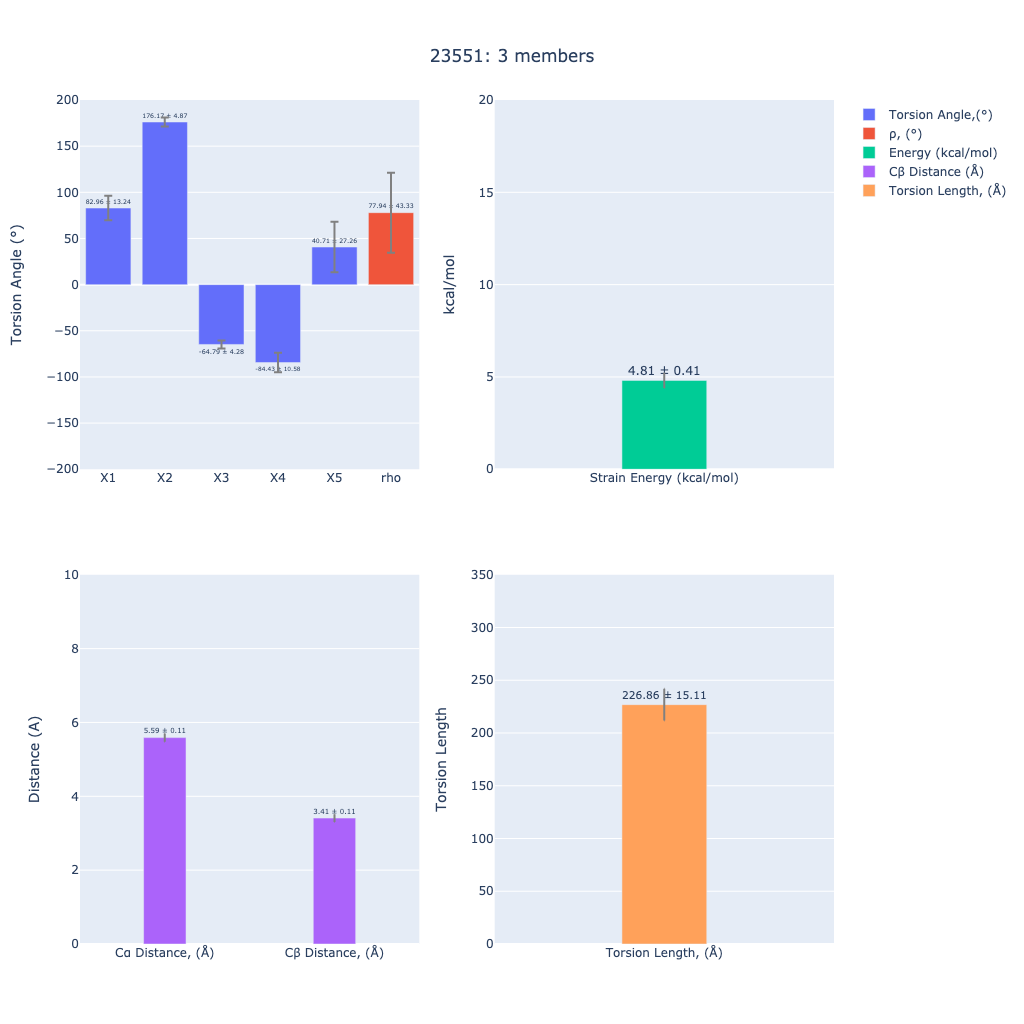 23551: 3 members
Torsion Angle (°)
200
150
100
50
0
−50
−100
−150
−200
82.96 ± 13.24
176.17 ± 4.87
-64.79 ± 4.28
-84.43 ± 10.58
40.71 ± 27.26
77.94 ± 43.33
X1 X2 X3 X4 X5 rho
kcal/mol
20
15
10
5
0
4.81 ± 0.41
Strain Energy (kcal/mol)
Torsion Angle,(°)
ρ, (°)
Energy (kcal/mol)
Cβ Distance (Å)
Torsion Length, (Å)
Distance (A)
10
8
6
4
2
0
5.59 ± 0.11
3.41 ± 0.11
Cα Distance, (Å) Cβ Distance, (Å)
Torsion Length
350
300
250
200
150
100
50
0
226.86 ± 15.11
Torsion Length, (Å)